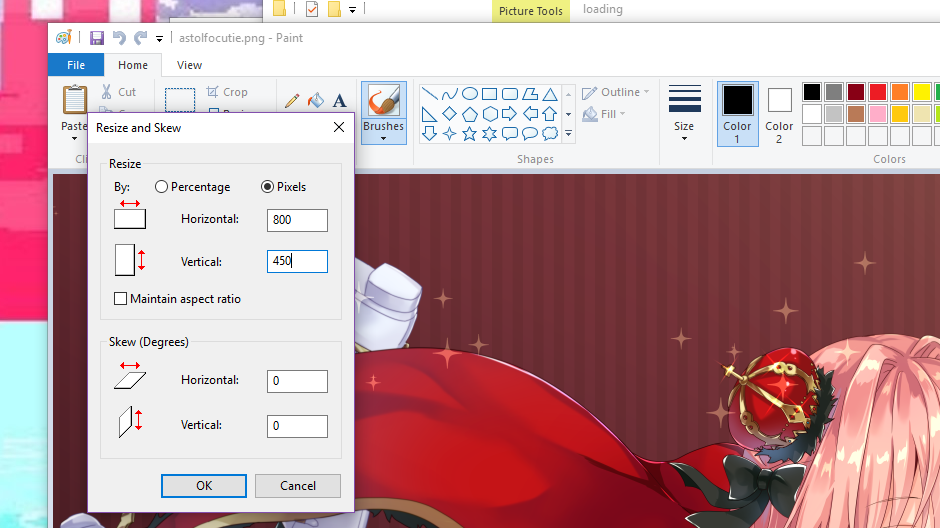 Picture Tools
loading
astolfocutie.png - Paint
File
Home
View
Cut
Crop
Paste
Brushes
Outline
Fill
Shapes
Size
Color
1
Color
2
Colors
Resize and Skew
Resize
By:
Percentage
Pixels
Horizontal:
800
Vertical:
450
Maintain aspect ratio
Skew (Degrees)
Horizontal:
0
Vertical:
0
OK
Cancel
A